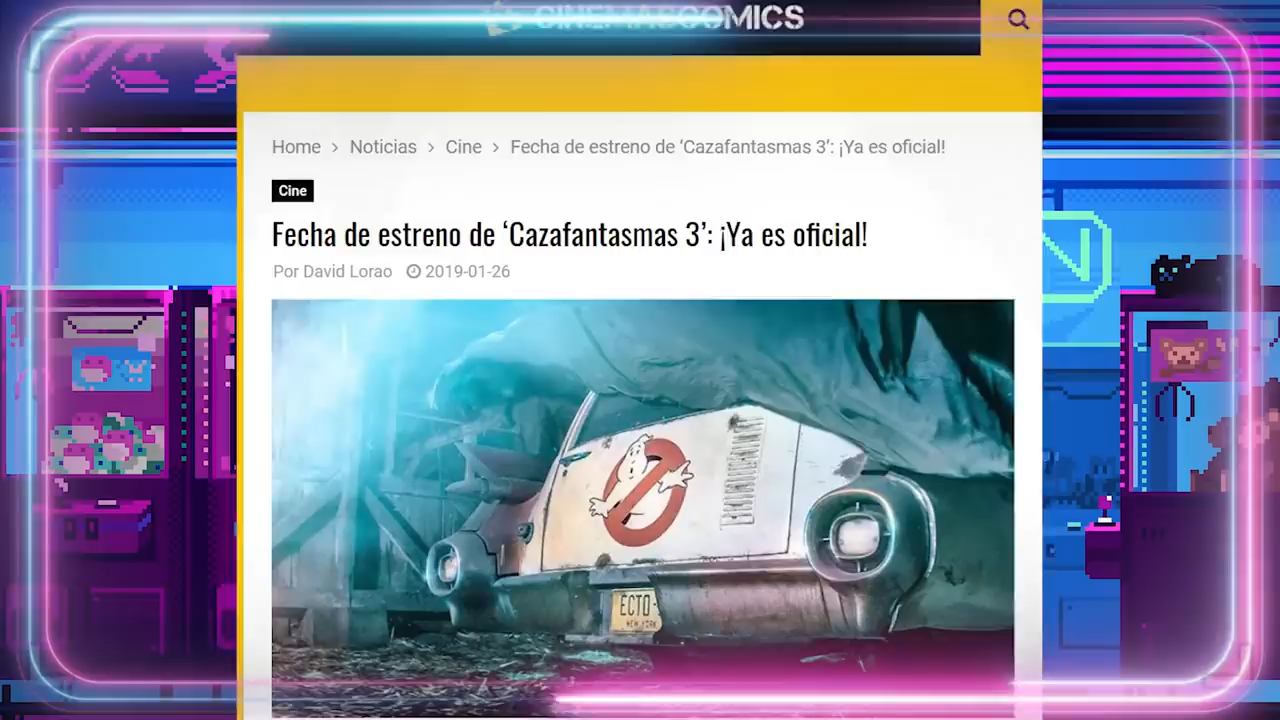 CINEMASCOMICS
Home > Noticias > Cine > Fecha de estreno de ‘Cazafantasmas 3’: ¡Ya es oficial!
Cine
Fecha de estreno de ‘Cazafantasmas 3’: ¡Ya es oficial!
Por David Lorao 2019-01-26
ECTO-
NEW YORK